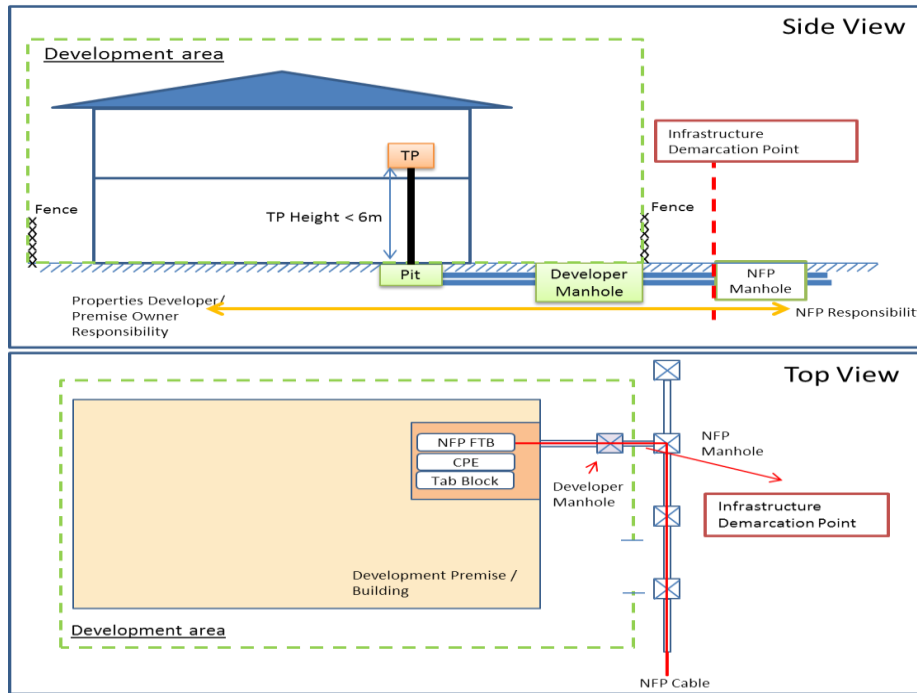 Side View
Development area
Infrastructure
Demarcation Point
TP
TP Height < 6m
Fence
Fence
Pit
Developer
Manhole
NFP
Manhole
Properties Developer/
Premise Owner
Responsibility
NFP Responsibility
Top View
NFP FTB
CPE
Tab Block
NFP
Manhole
Developer
Manhole
Infrastructure
Demarcation Point
Development Premise /
Building
Development area
NFP Cable